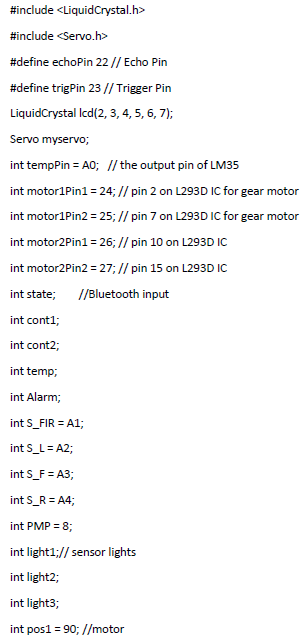 #include <LiquidCrystal.h>
#include <Servo.h>
#define echoPin 22 // Echo Pin
#define trigPin 23 // Trigger Pin
LiquidCrystal lcd(2, 3, 4, 5, 6, 7);
Servo myservo;
int tempPin = A0;   // the output pin of LM35
int motor1Pin1 = 24; // pin 2 on L293D IC for gear motor
int motor1Pin2 = 25; // pin 7 on L293D IC for gear motor
int motor2Pin1 = 26; // pin 10 on L293D IC
int motor2Pin2 = 27; // pin 15 on L293D IC
int state;       //Bluetooth input
int cont1;
int cont2;
int temp;
int Alarm;
int S_FIR = A1;
int S_L = A2;
int S_F = A3;
int S_R = A4;
int PMP = 8;
int light1;// sensor lights
int light2;
int light3;
int pos1 = 90; //motor